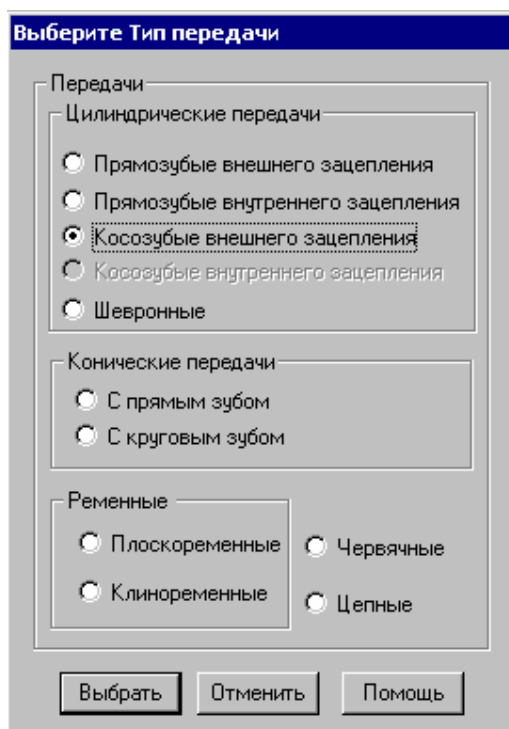 Выберите Тип передачи
Передачи
Цилиндрические передачи
Прямозубые внешнего зацепления
Прямозубые внутреннего зацепления
Косозубые внешнего зацепления
Косозубые внутреннего зацепления
Шевронные
Конические передачи
С прямым зубом
С круговым зубом
Ременные
Плоскоременные
Клиноременные
Червячные
Цепные
Выбрать
Отменить
Помощь